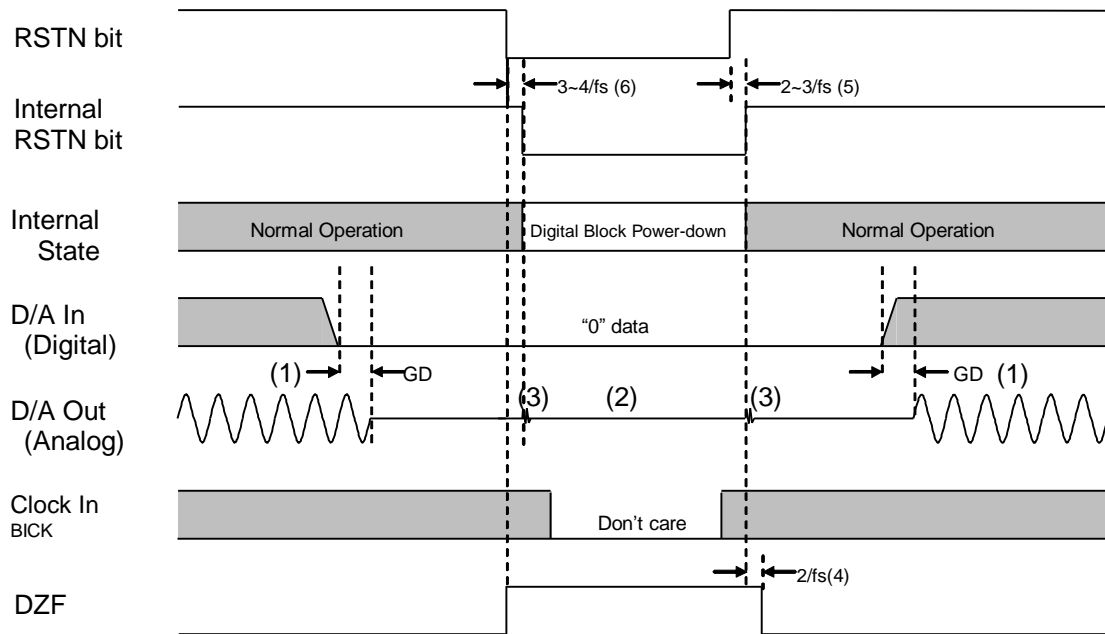 RSTN bit
3~4/fs (6)
2~3/fs (5)
Internal
RSTN bit
Internal
State
Normal Operation
Digital Block Power-down
Normal Operation
D/A In
(Digital)
“0” data
(1)
GD
GD
(1)
D/A Out
(Analog)
(3)
(2)
(3)
Clock In
BICK
Don’t care
2/fs(4)
DZF